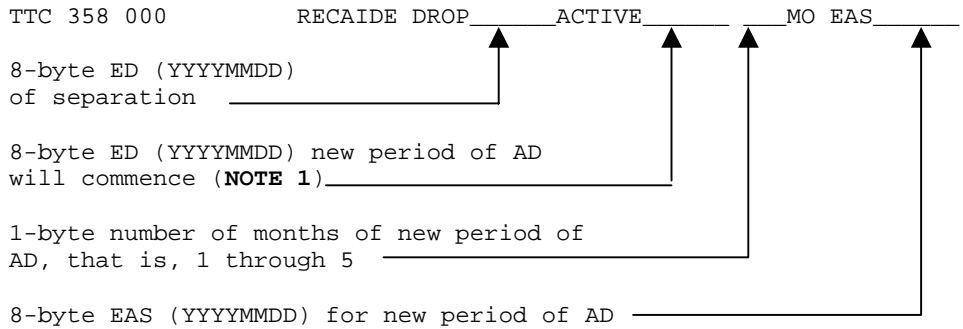 TTC 358 000 RECAIDE DROP______ACTIVE______ ___MO EAS______
8-byte ED (YYYYMMDD)
of separation
8-byte ED (YYYYMMDD) new period of AD
will commence (NOTE 1)
1-byte number of months of new period of
AD, that is, 1 through 5
8-byte EAS (YYYYMMDD) for new period of AD